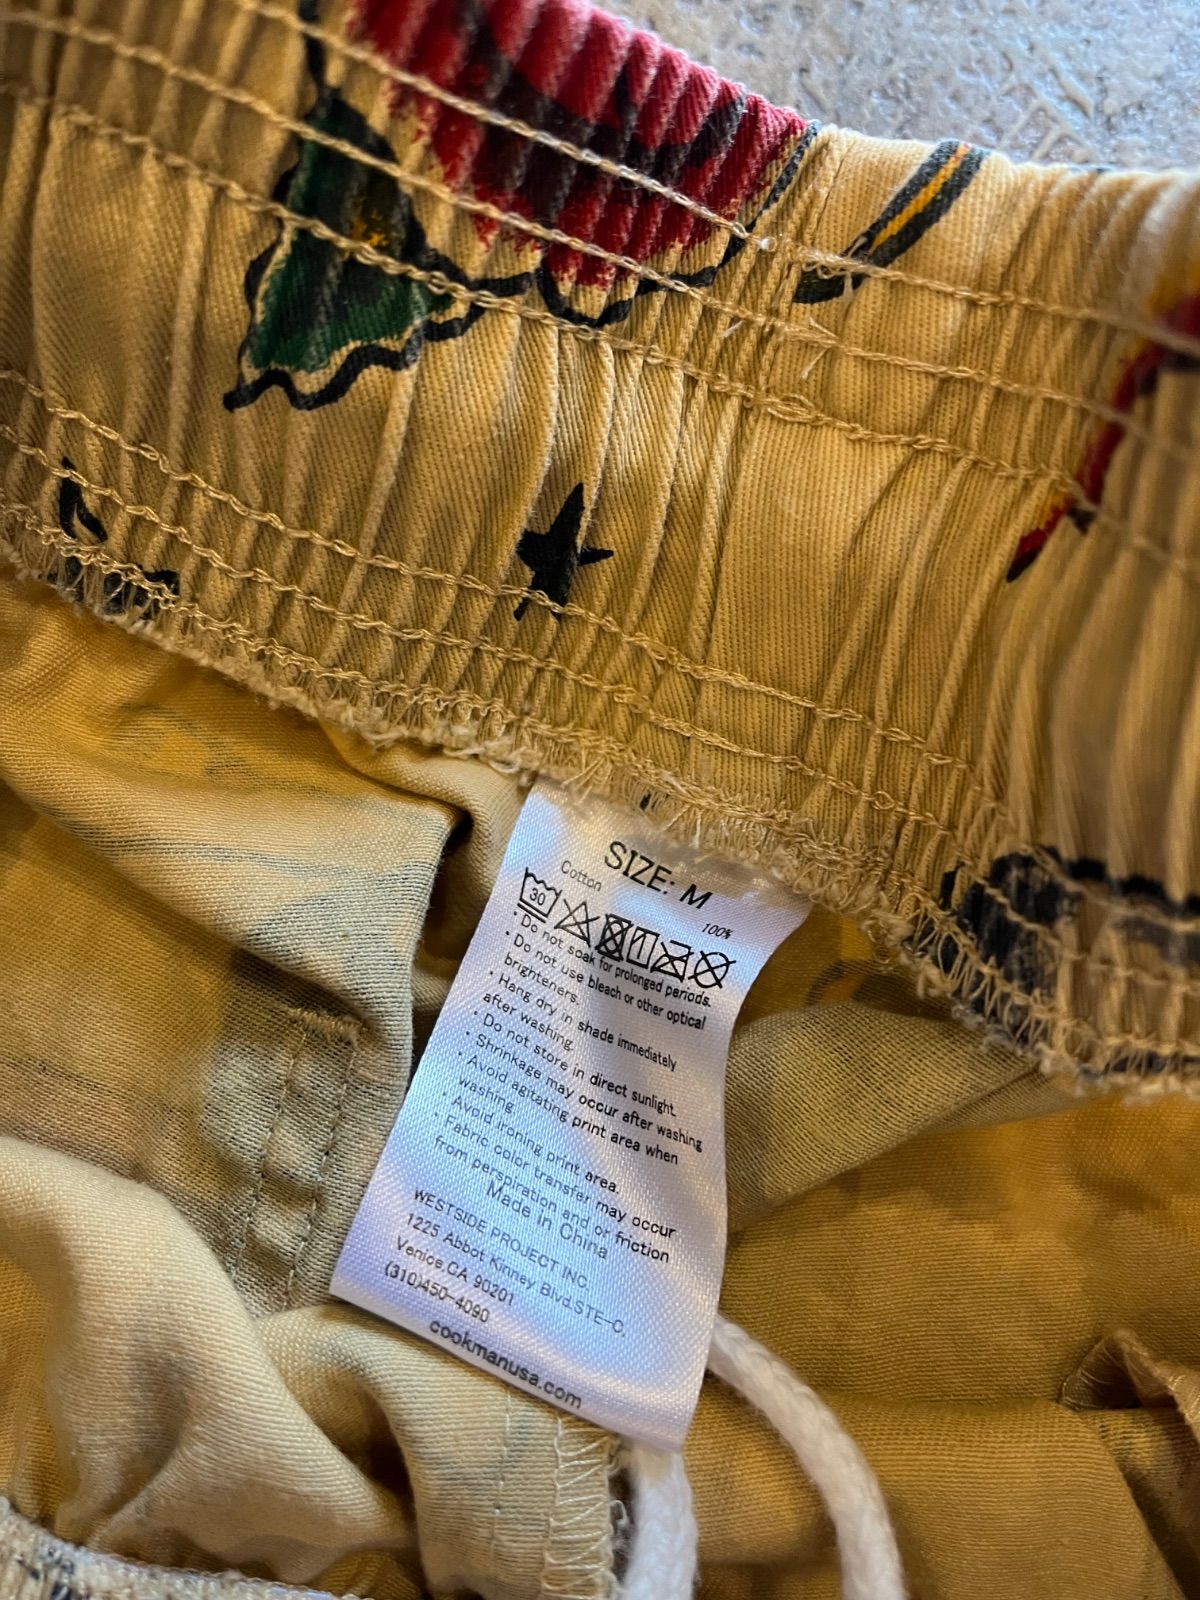 SIZE: M
Cotton 100%
30
• Do not soak for prolonged periods.
• Do not use bleach or other optical
brighteners.
• Hang dry in shade immediately
after washing.
• Do not store in direct sunlight.
• Shrinkage may occur after washing
• Avoid agitating print area when
washing.
• Avoid ironing print area.
• Fabric color transfer may occur
from perspiration and or friction
Made in China
WESTSIDE PROJECT INC.
1225 Abbot Kinney Blvd.STE-C,
Venice,CA 90201
(310)450-4090
cookmanusa.com